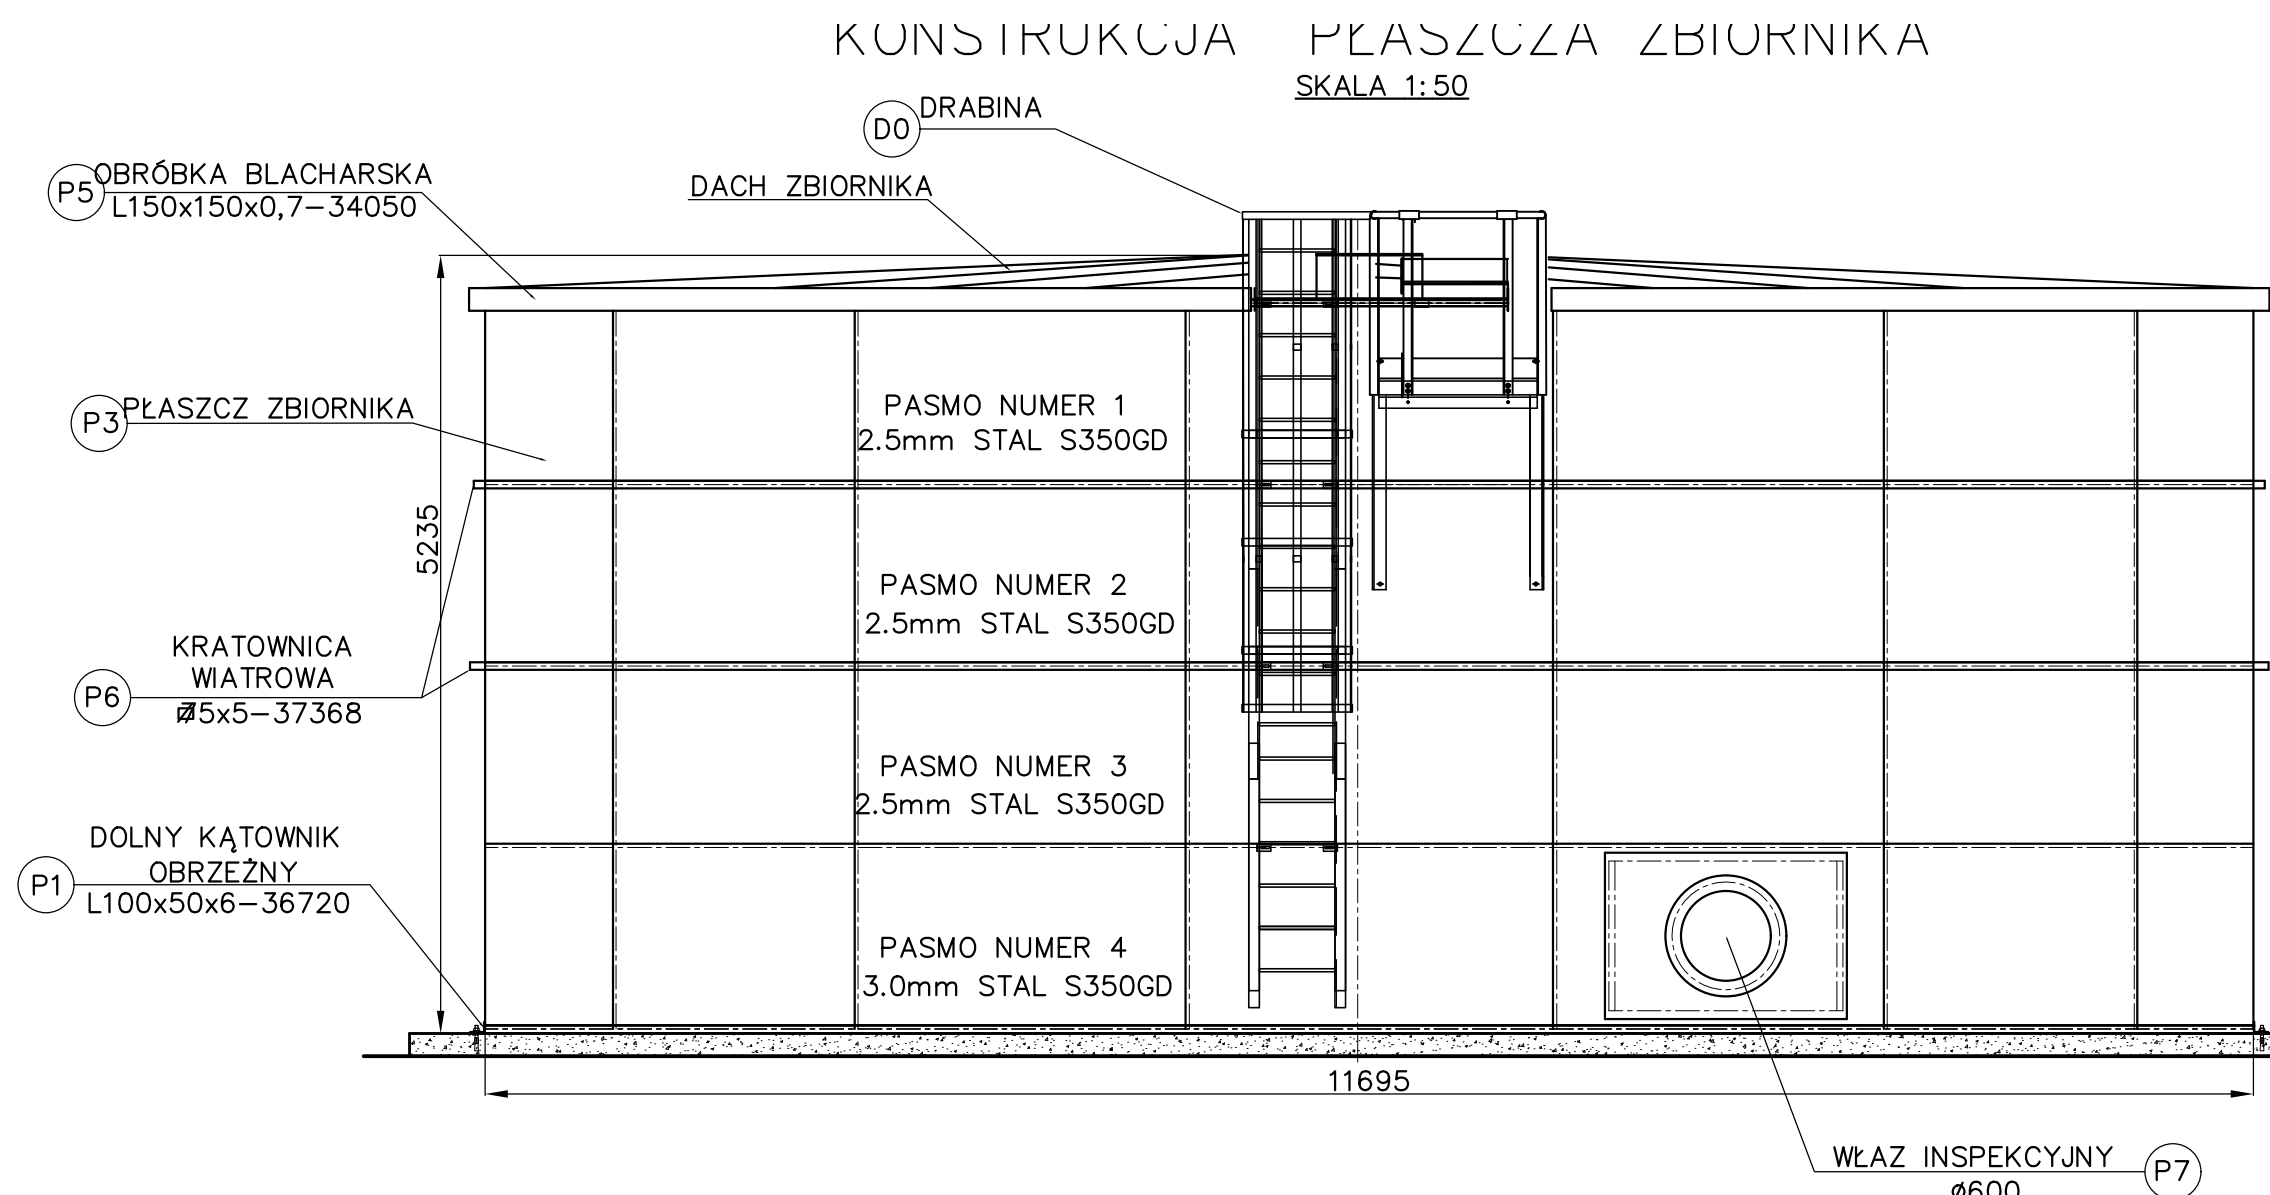 KONSTRUKCJA PŁASZCZA ZBIORNIKA
SKALA 1:50
D0 DRABINA
P5 OBRÓBKA BLACHARSKA
L150x150x0,7-34050
DACH ZBIORNIKA
P3 PŁASZCZ ZBIORNIKA
PASMO NUMER 1
2.5mm STAL S350GD
5235
PASMO NUMER 2
2.5mm STAL S350GD
KRATOWNICA
WIATROWA
P6
75x5-37368
PASMO NUMER 3
2.5mm STAL S350GD
DOLNY KĄTOWNIK
OBRZEŻNY
P1
L100x50x6-36720
PASMO NUMER 4
3.0mm STAL S350GD
11695
WŁAZ INSPEKCYJNY P7
ø600